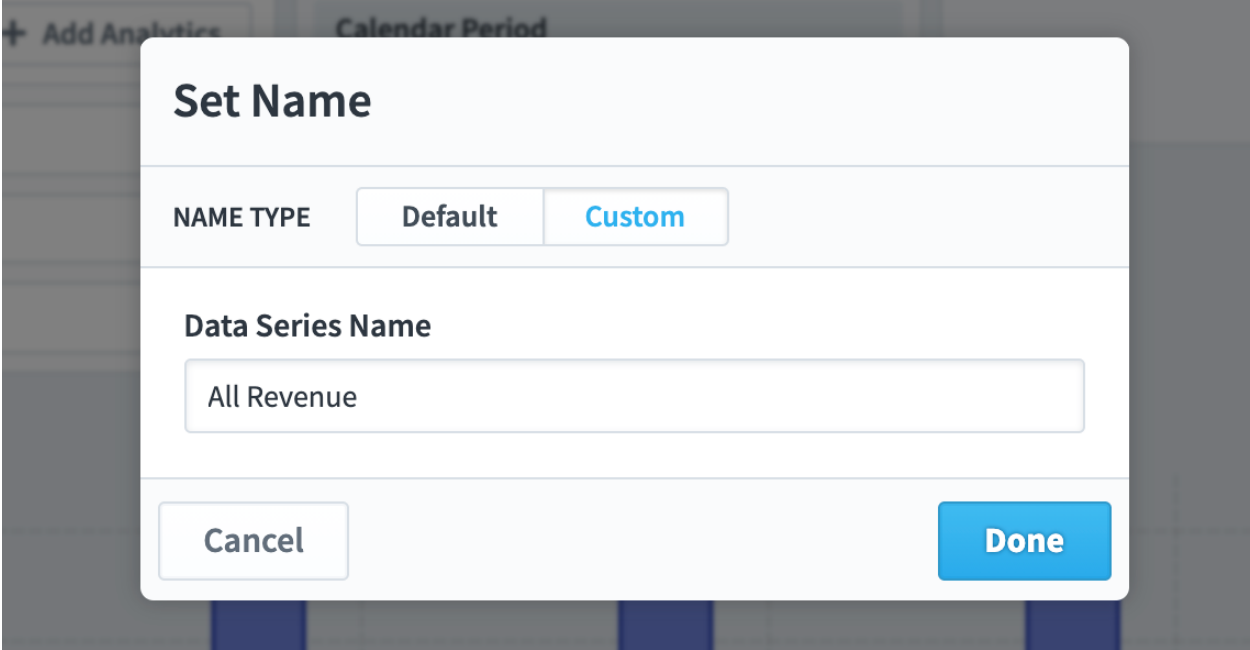 + Add Analytics
Calendar Period
Set Name
NAME TYPE
Default
Custom
Data Series Name
All Revenue
Cancel
Done